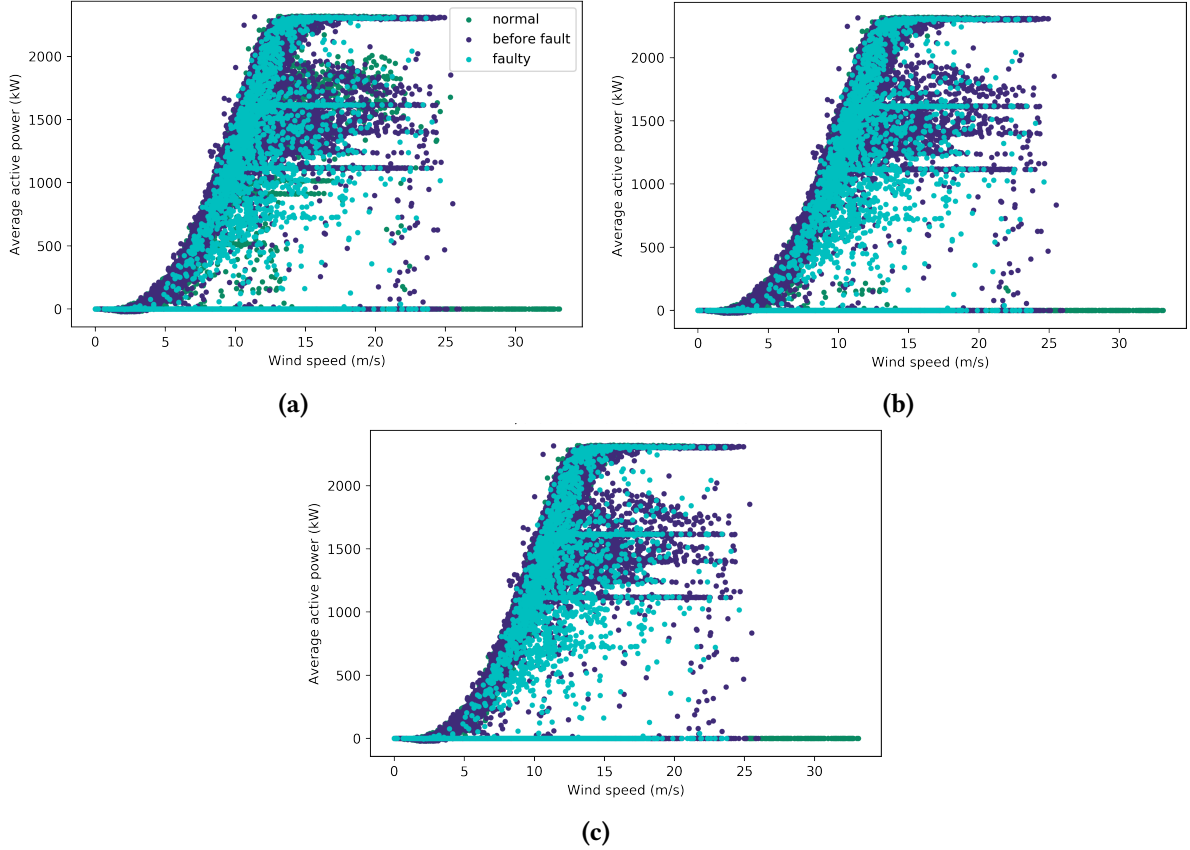 normal
before fault
faulty
Average active power (kW)
2000
1500
1000
500
0
0 5 10 15 20 25 30
Wind speed (m/s)
(a)
Average active power (kW)
2000
1500
1000
500
0
0 5 10 15 20 25 30
Wind speed (m/s)
(b)
Average active power (kW)
2000
1500
1000
500
0
0 5 10 15 20 25 30
Wind speed (m/s)
(c)